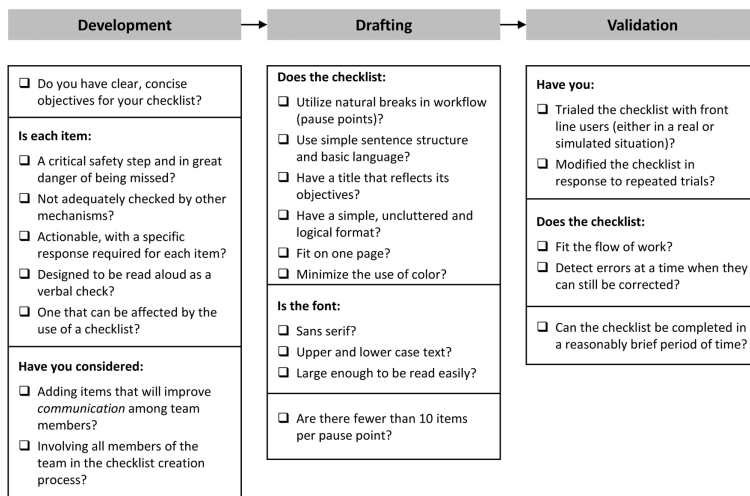 Development
Drafting
Validation
❑ Do you have clear, concise
objectives for your checklist?
Is each item:
❑ A critical safety step and in great
danger of being missed?
❑ Not adequately checked by other
mechanisms?
❑ Actionable, with a specific
response required for each item?
❑ Designed to be read aloud as a
verbal check?
❑ One that can be affected by the
use of a checklist?
Have you considered:
❑ Adding items that will improve
communication among team
members?
❑ Involving all members of the
team in the checklist creation
process?
Does the checklist:
❑ Utilize natural breaks in workflow
(pause points)?
❑ Use simple sentence structure
and basic language?
❑ Have a title that reflects its
objectives?
❑ Have a simple, uncluttered and
logical format?
❑ Fit on one page?
❑ Minimize the use of color?
Is the font:
❑ Sans serif?
❑ Upper and lower case text?
❑ Large enough to be read easily?
❑ Are there fewer than 10 items
per pause point?
Have you:
❑ Trialed the checklist with front
line users (either in a real or
simulated situation)?
❑ Modified the checklist in
response to repeated trials?
Does the checklist:
❑ Fit the flow of work?
❑ Detect errors at a time when they
can still be corrected?
❑ Can the checklist be completed in
a reasonably brief period of time?